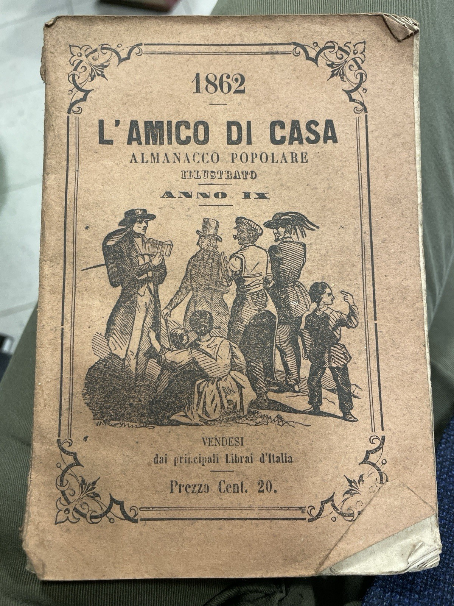 1862
L'AMICO DI CASA
ALMANACCO POPOLARE
ILLUSTRATO
ANNO IX
VENDESI
dai principali Librai d'Italia
Prezzo Cent. 20.